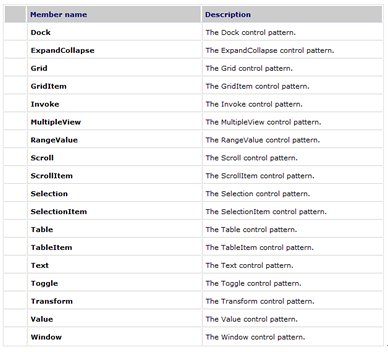 Member name Description
Dock The Dock control pattern.
ExpandCollapse The ExpandCollapse control pattern.
Grid The Grid control pattern.
GridItem The GridItem control pattern.
Invoke The Invoke control pattern.
MultipleView The MultipleView control pattern.
RangeValue The RangeValue control pattern.
Scroll The Scroll control pattern.
ScrollItem The ScrollItem control pattern.
Selection The Selection control pattern.
SelectionItem The SelectionItem control pattern.
Table The Table control pattern.
TableItem The TableItem control pattern.
Text The Text control pattern.
Toggle The Toggle control pattern.
Transform The Transform control pattern.
Value The Value control pattern.
Window The Window control pattern.